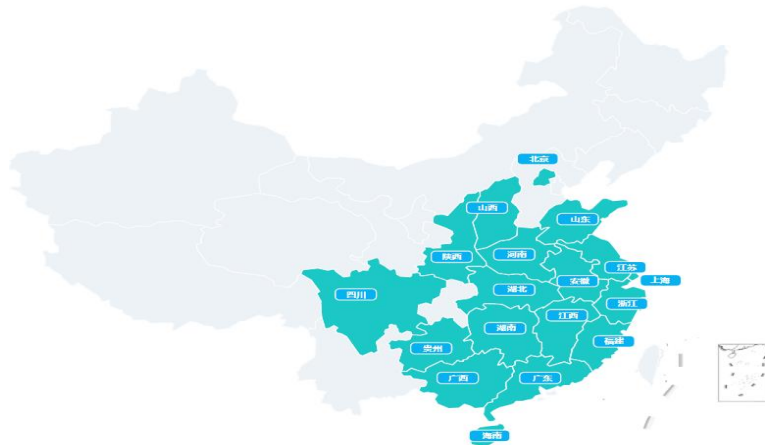 北京
山西
山东
陕西
河南
江苏
安徽
上海
四川
湖北
浙江
江西
湖南
福建
贵州
广西
广东
海南